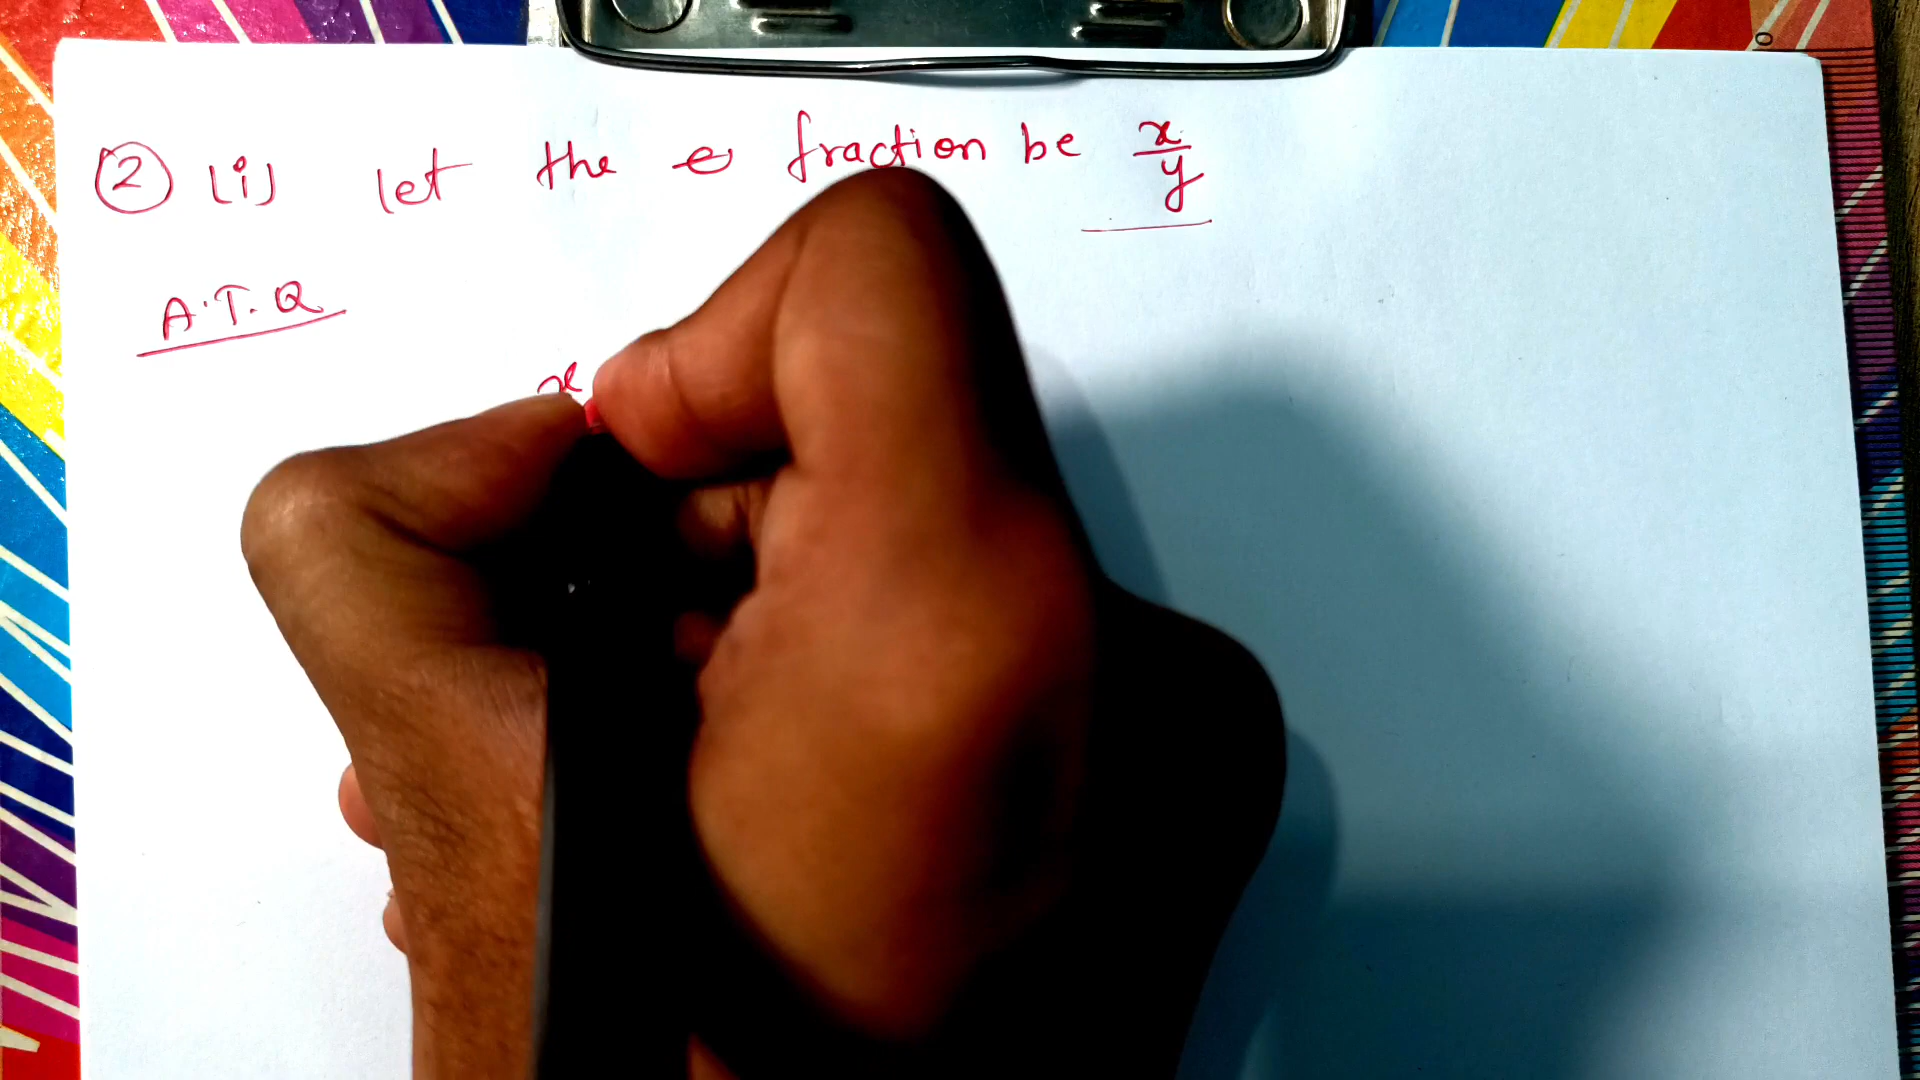 ② (i) let the e fraction be x/y
A.T.Q
x